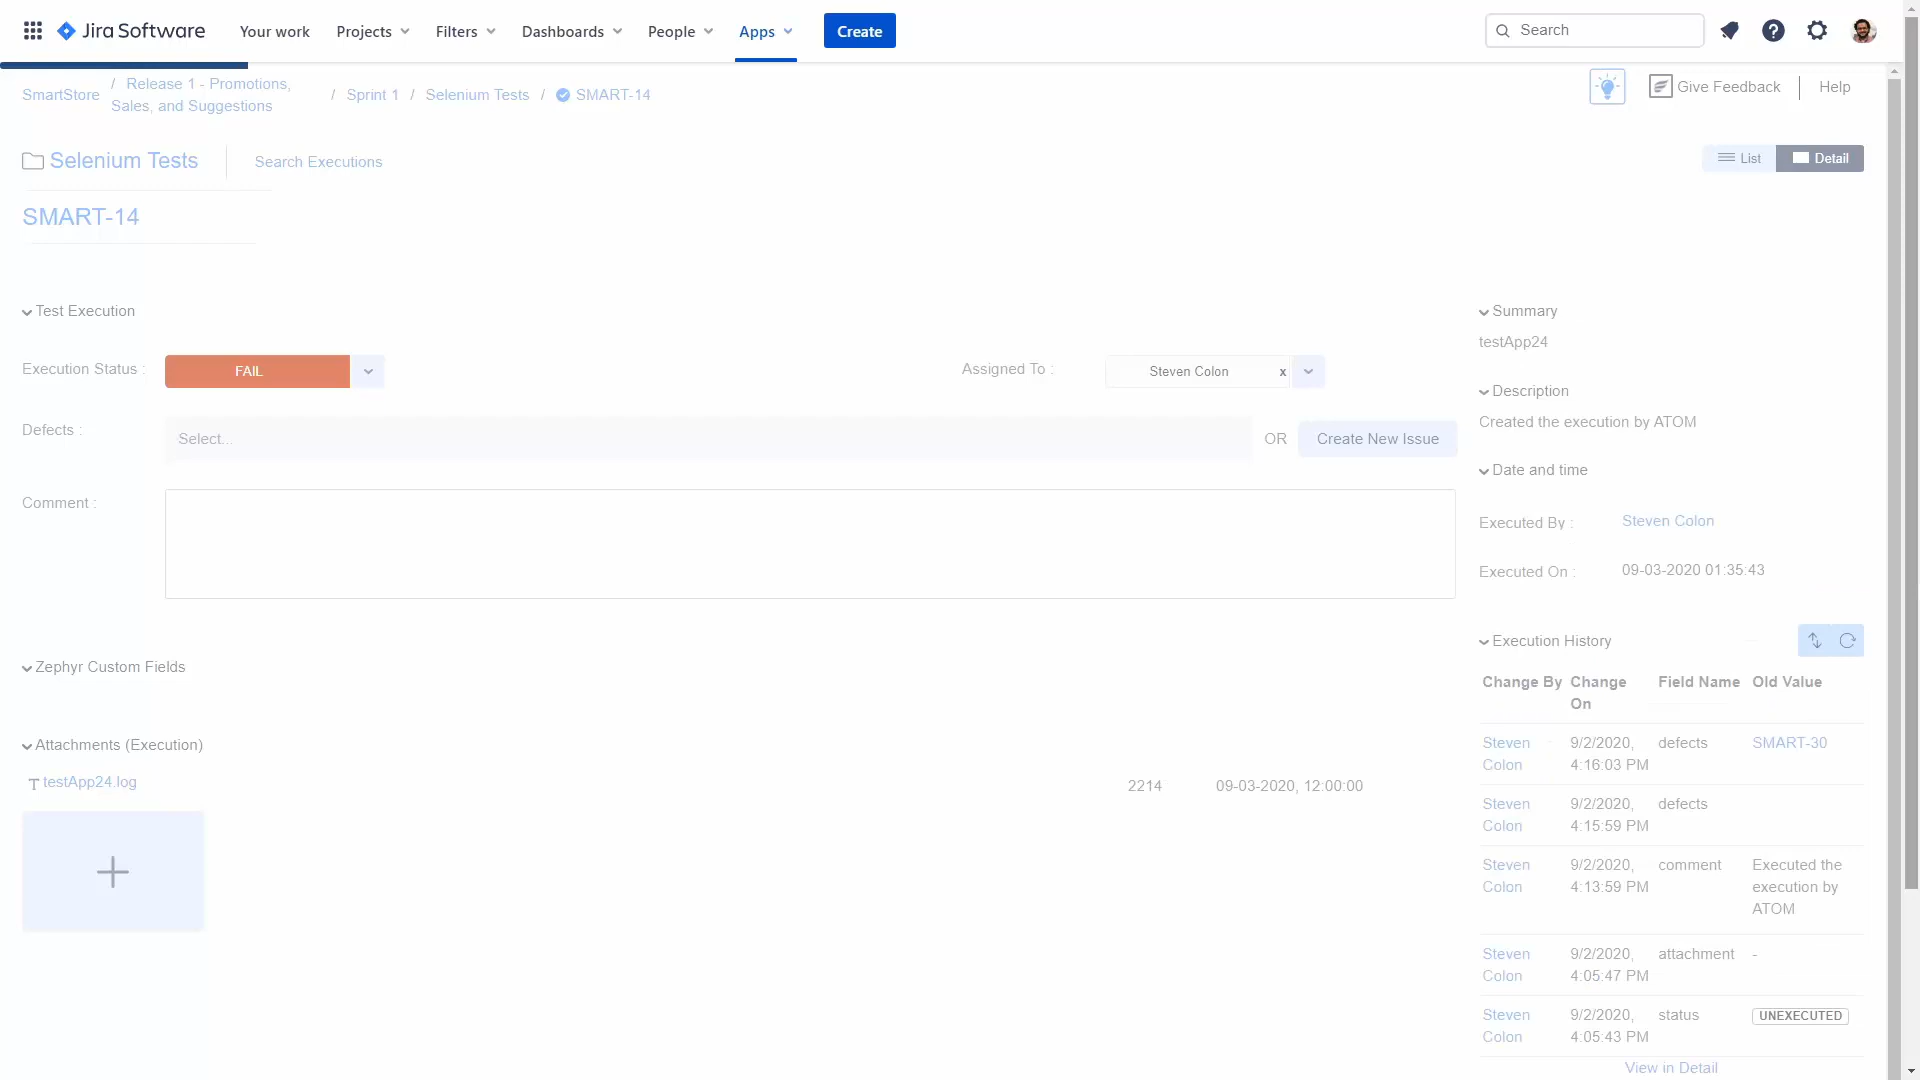 Jira Software
Your work
Projects
Filters
Dashboards
People
Apps
Create
Search
SmartStore
/ Release 1 - Promotions,
Sales, and Suggestions
/ Sprint 1 / Selenium Tests / SMART-14
Give Feedback
Help
Selenium Tests
Search Executions
List
Detail
SMART-14
Test Execution
Execution Status :
FAIL
Assigned To :
Steven Colon
x
Defects :
Select...
OR
Create New Issue
Comment :
Zephyr Custom Fields
Attachments (Execution)
T testApp24.log
2214
09-03-2020, 12:00:00
Summary
testApp24
Description
Created the execution by ATOM
Date and time
Executed By :
Steven Colon
Executed On :
09-03-2020 01:35:43
Execution History
Change By
Change
On
Field Name
Old Value
Steven
Colon
9/2/2020,
4:16:03 PM
defects
SMART-30
Steven
Colon
9/2/2020,
4:15:59 PM
defects
Steven
Colon
9/2/2020,
4:13:59 PM
comment
Executed the
execution by
ATOM
Steven
Colon
9/2/2020,
4:05:47 PM
attachment
-
Steven
Colon
9/2/2020,
4:05:43 PM
status
UNEXECUTED
View in Detail